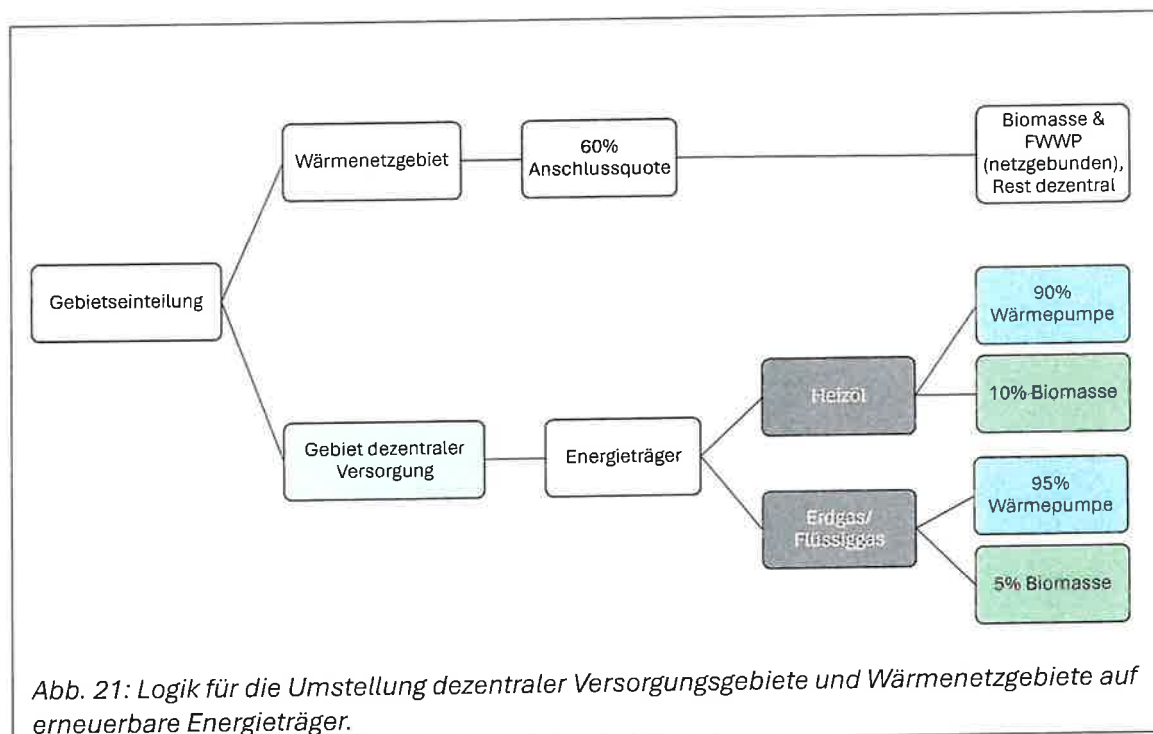 Wärmenetzgebiet
60%
Anschlussquote
Biomasse &
FWWP
(netzgebunden),
Rest dezentral
Gebietseinteilung
90%
Wärmepumpe
Heizöl
10% Biomasse
Gebiet dezentraler
Versorgung
Energieträger
95%
Wärmepumpe
Erdgas/
Flüssiggas
5% Biomasse
Abb. 21: Logik für die Umstellung dezentraler Versorgungsgebiete und Wärmenetzgebiete auf
erneuerbare Energieträger.